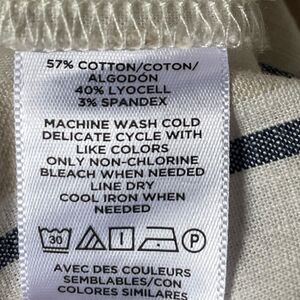 57% COTTON/COTON/
ALGODÓN
40% LYOCELL
3% SPANDEX
MACHINE WASH COLD
DELICATE CYCLE WITH
LIKE COLORS
ONLY NON-CHLORINE
BLEACH WHEN NEEDED
LINE DRY
COOL IRON WHEN
NEEDED
30 P
AVEC DES COULEURS
SEMBLABLES/CON
COLORES SIMILARES